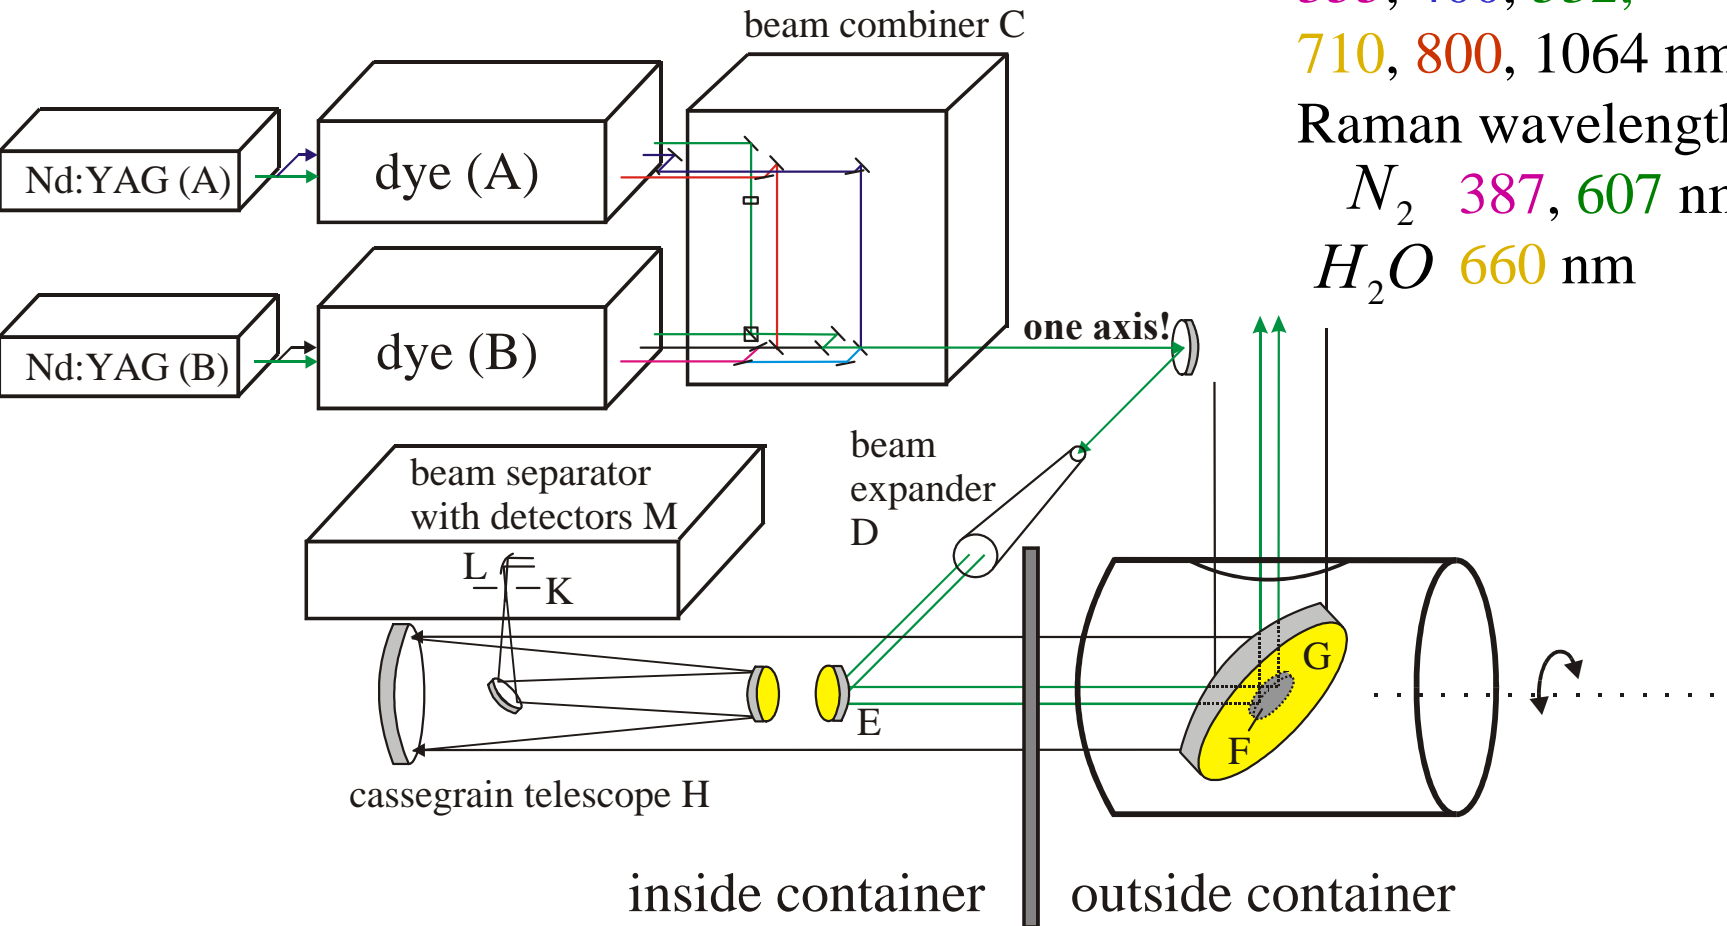 beam combiner C
710, 800, 1064 nm
Raman wavelength
N2 387, 607 nm
H2O 660 nm
Nd:YAG (A)
dye (A)
Nd:YAG (B)
dye (B)
one axis!
beam separator
with detectors M
L
K
beam
expander
D
E
G
F
cassegrain telescope H
inside container
outside container